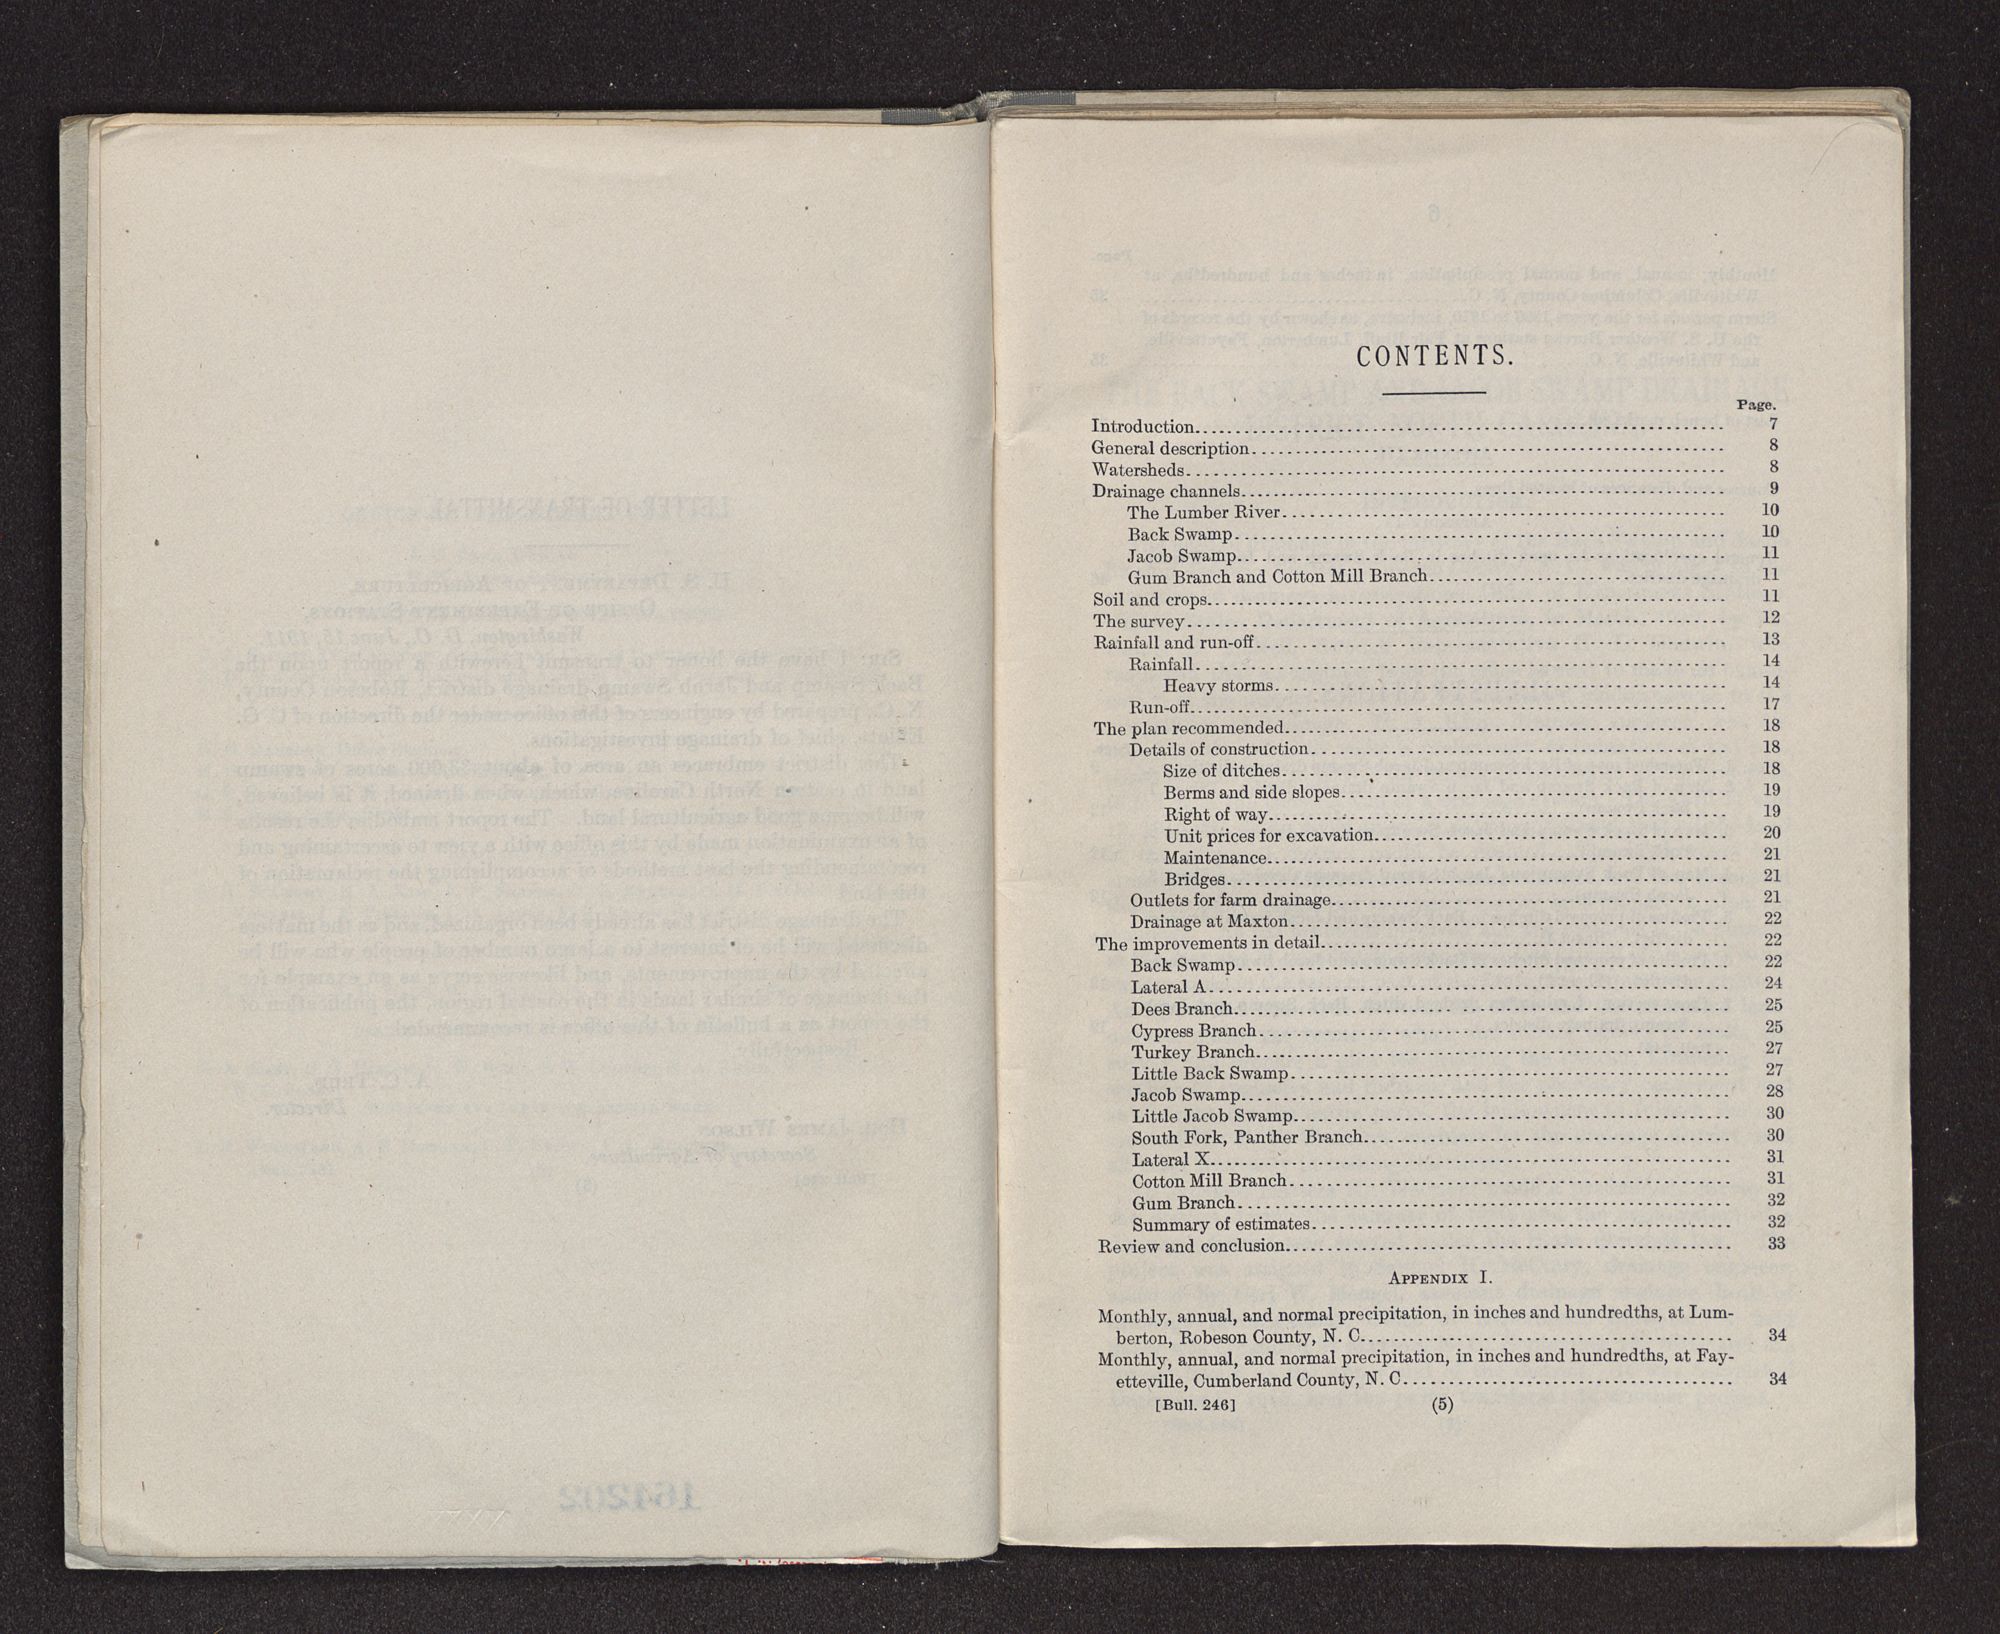 CONTENTS.
Page.
Introduction 7
General description 8
Watersheds 8
Drainage channels 9
The Lumber River 10
Back Swamp 10
Jacob Swamp 11
Gum Branch and Cotton Mill Branch 11
Soil and crops 11
The survey 12
Rainfall and run-off 13
Rainfall 14
Heavy storms 14
Run-off 17
The plan recommended 18
Details of construction 18
Size of ditches 18
Berms and side slopes 19
Right of way 19
Unit prices for excavation 20
Maintenance 21
Bridges 21
Outlets for farm drainage 21
Drainage at Maxton 22
The improvements in detail 22
Back Swamp 22
Lateral A 24
Dees Branch 25
Cypress Branch 25
Turkey Branch 27
Little Back Swamp 27
Jacob Swamp 28
Little Jacob Swamp 30
South Fork, Panther Branch 30
Lateral X 31
Cotton Mill Branch 31
Gum Branch 32
Summary of estimates 32
Review and conclusion 33
APPENDIX I.
Monthly, annual, and normal precipitation, in inches and hundredths, at Lum-
berton, Robeson County, N. C. 34
Monthly, annual, and normal precipitation, in inches and hundredths, at Fay-
etteville, Cumberland County, N. C. 34
[Bull. 246] (5)